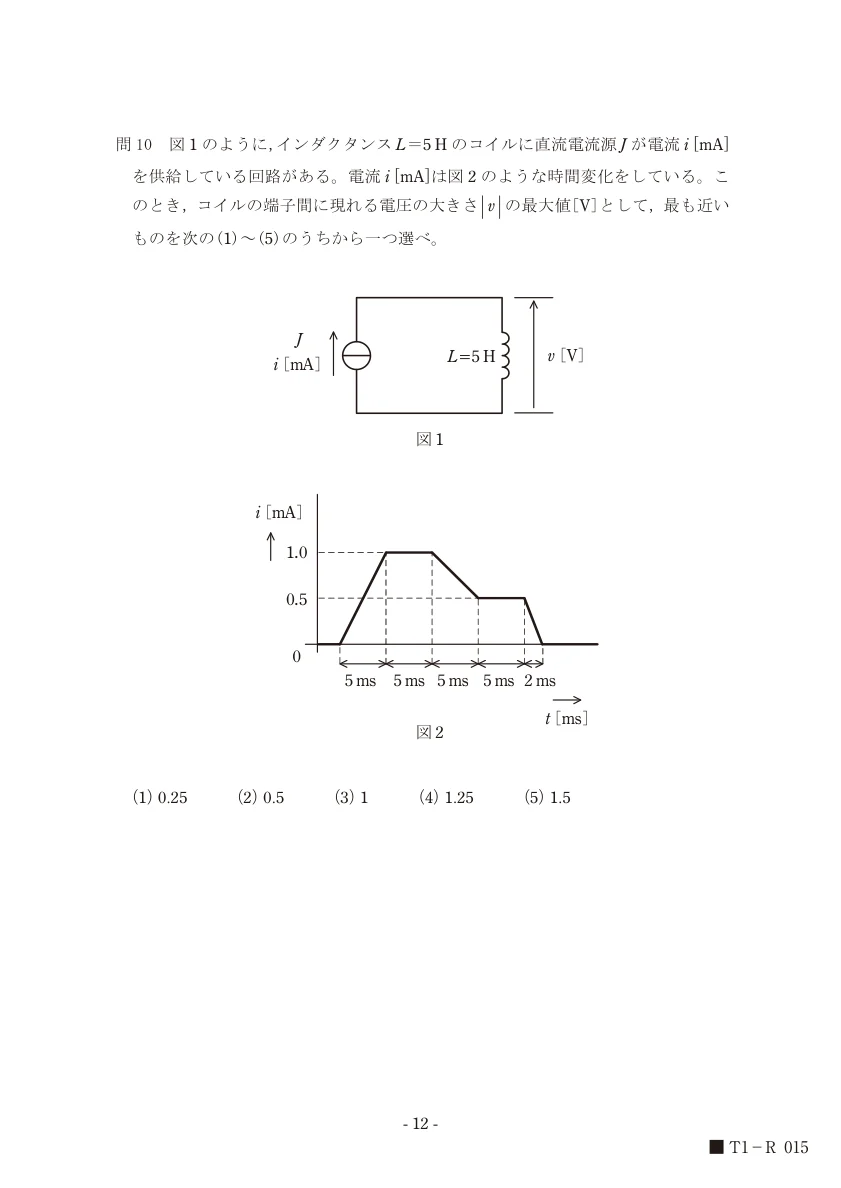 問 10　図 1 のように, インダクタンス L＝5 H のコイルに直流電流源 J が電流 i [mA]
を供給している回路がある。電流 i [mA]は図 2 のような時間変化をしている。こ
のとき，コイルの端子間に現れる電圧の大きさ |v| の最大値[V]として，最も近い
ものを次の(1)～(5)のうちから一つ選べ。
J
i [mA]
L=5 H
v [V]
図 1
i [mA]
1.0
0.5
0
5 ms 5 ms 5 ms 5 ms 2 ms
t [ms]
図 2
(1) 0.25 (2) 0.5 (3) 1 (4) 1.25 (5) 1.5
- 12 -
■ T1－R 015